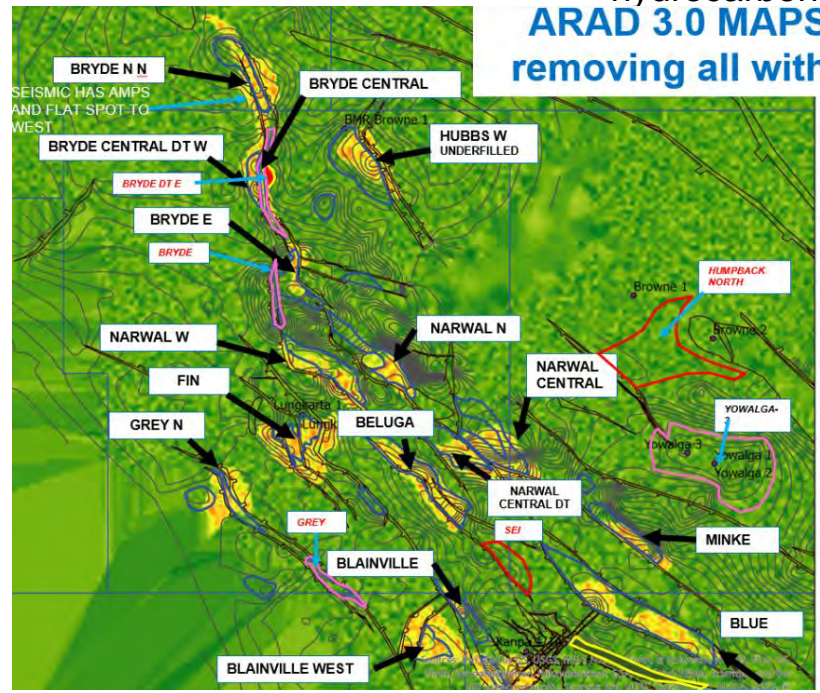 ARAD 3.0 MAPS
removing all with
BRYDE N N
SEISMIC HAS AMPS
AND FLAT SPOT TO
WEST
BRYDE CENTRAL
BMR Browne 1
HUBBS W
UNDERFILLED
BRYDE CENTRAL DT W
BRYDE DT E
BRYDE E
BRYDE
HUMPBACK
NORTH
Browne 1
Browne 2
NARWAL W
NARWAL N
NARWAL
CENTRAL
FIN
Lungkarta 1
GREY N
BELUGA
YOWALGA-
Yowalga 3
Yowalga 1
Yowalga 2
NARWAL
CENTRAL DT
SEI
GREY
MINKE
BLAINVILLE
BLUE
Kanpa
BLAINVILLE WEST